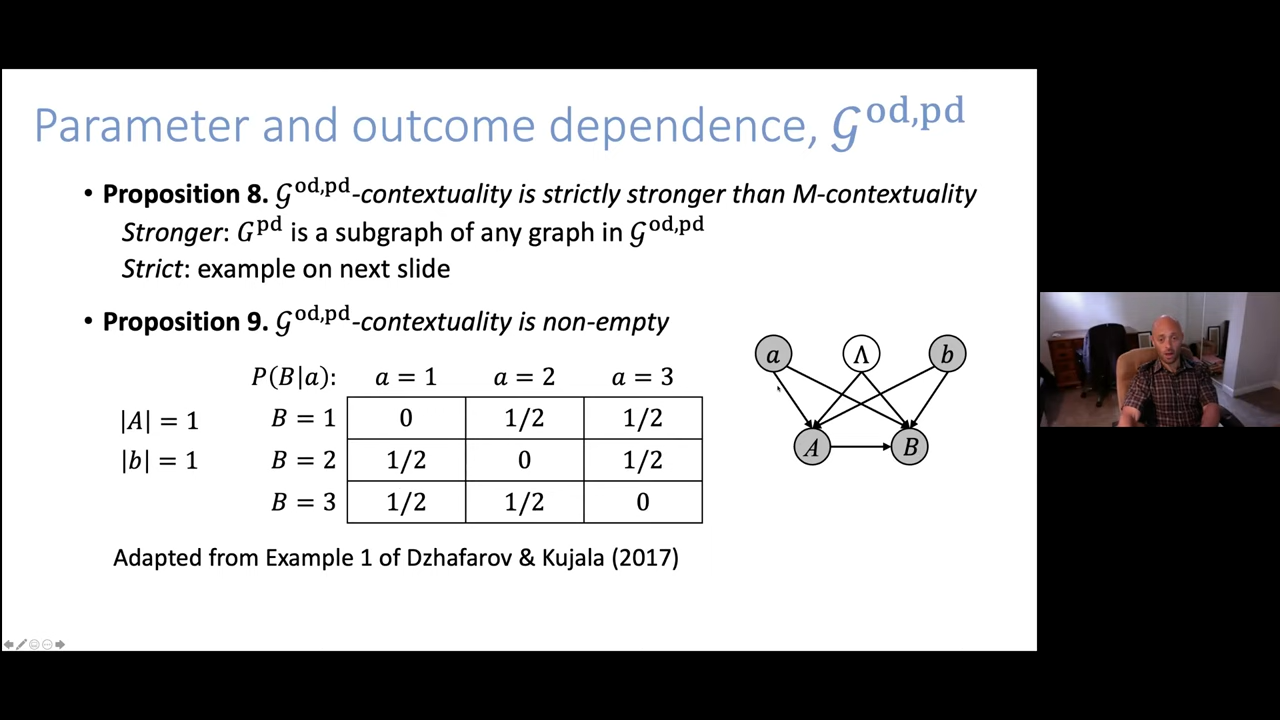 Parameter and outcome dependence, 𝒢^od,pd
• Proposition 8. 𝒢^od,pd-contextuality is strictly stronger than M-contextuality
Stronger: G^pd is a subgraph of any graph in 𝒢^od,pd
Strict: example on next slide
• Proposition 9. 𝒢^od,pd-contextuality is non-empty
a Λ b
P(B|a): a = 1 a = 2 a = 3
|A| = 1 B = 1 0 1/2 1/2
A B
|b| = 1 B = 2 1/2 0 1/2
B = 3 1/2 1/2 0
Adapted from Example 1 of Dzhafarov & Kujala (2017)